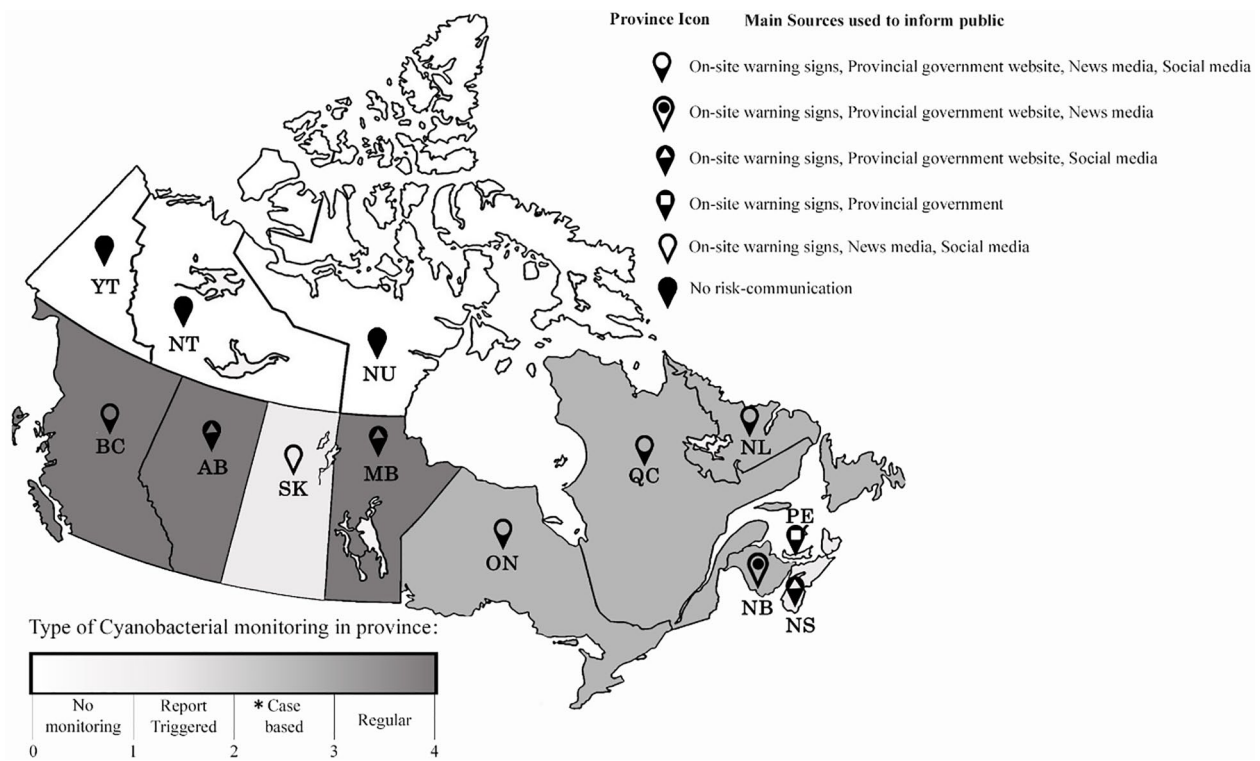 Province Icon Main Sources used to inform public
On-site warning signs, Provincial government website, News media, Social media
On-site warning signs, Provincial government website, News media
On-site warning signs, Provincial government website, Social media
On-site warning signs, Provincial government
On-site warning signs, News media, Social media
No risk-communication
YT
NT
NU
BC
AB
SK
MB
ON
QC
NL
PE
NB
NS
Type of Cyanobacterial monitoring in province:
No monitoring
Report Triggered
* Case based
Regular
0 1 2 3 4